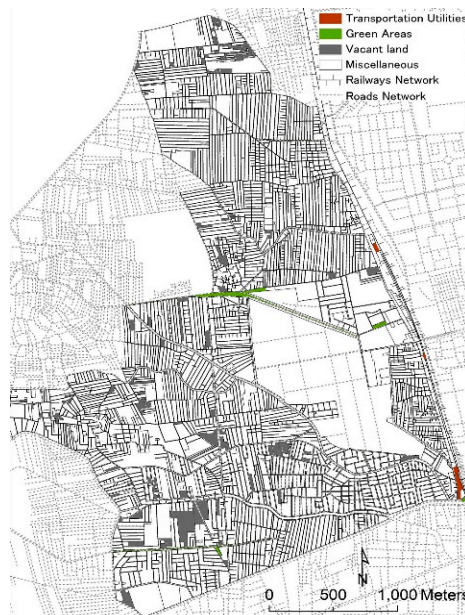 Transportation Utilities
Green Areas
Vacant land
Miscellaneous
Railways Network
Roads Network
N
0 500 1,000 Meters